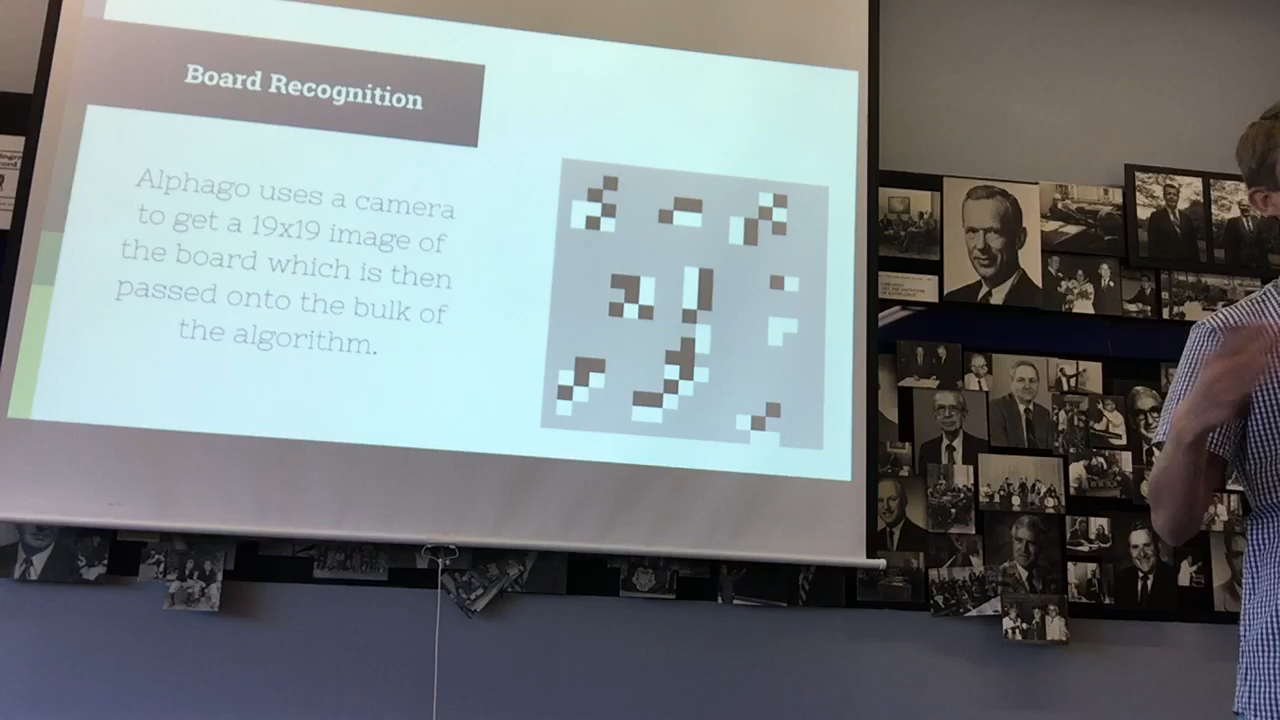 Board Recognition
Alphago uses a camera
to get a 19x19 image of
the board which is then
passed onto the bulk of
the algorithm.